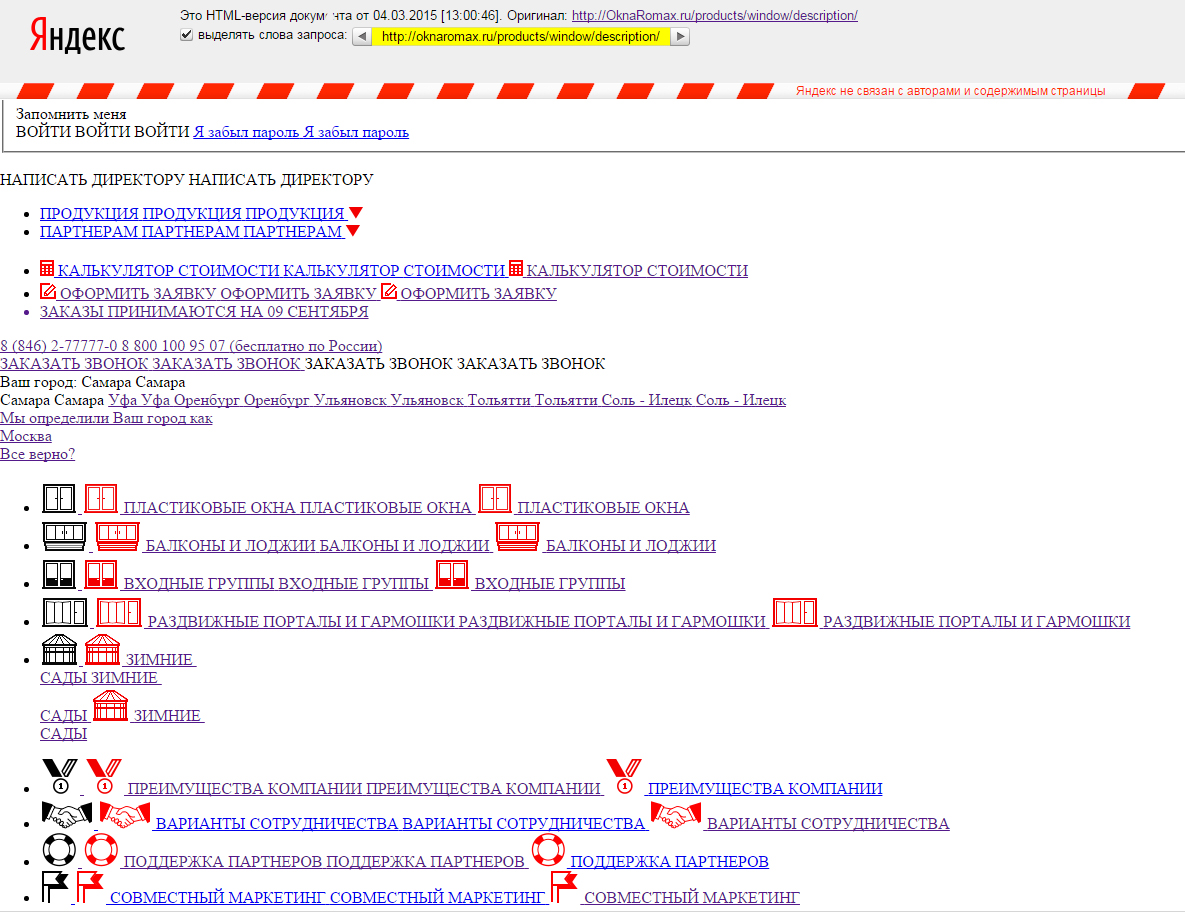 Яндекс
Это HTML-версия документа от 04.03.2015 [13:00:46]. Оригинал: http://OknaRomax.ru/products/window/description/
выделять слова запроса: http://oknaromax.ru/products/window/description/
Яндекс не связан с авторами и содержимым страницы
Запомнить меня
ВОЙТИ ВОЙТИ ВОЙТИ Я забыл пароль Я забыл пароль
НАПИСАТЬ ДИРЕКТОРУ НАПИСАТЬ ДИРЕКТОРУ
ПРОДУКЦИЯ ПРОДУКЦИЯ ПРОДУКЦИЯ
ПАРТНЕРАМ ПАРТНЕРАМ ПАРТНЕРАМ
КАЛЬКУЛЯТОР СТОИМОСТИ КАЛЬКУЛЯТОР СТОИМОСТИ КАЛЬКУЛЯТОР СТОИМОСТИ
ОФОРМИТЬ ЗАЯВКУ ОФОРМИТЬ ЗАЯВКУ ОФОРМИТЬ ЗАЯВКУ
ЗАКАЗЫ ПРИНИМАЮТСЯ НА 09 СЕНТЯБРЯ
8 (846) 2-77777-0 8 800 100 95 07 (бесплатно по России)
ЗАКАЗАТЬ ЗВОНОК ЗАКАЗАТЬ ЗВОНОК ЗАКАЗАТЬ ЗВОНОК ЗАКАЗАТЬ ЗВОНОК
Ваш город: Самара Самара
Самара Самара Уфа Уфа Оренбург Оренбург Ульяновск Ульяновск Тольятти Тольятти Соль - Илецк Соль - Илецк
Мы определили Ваш город как
Москва
Все верно?
ПЛАСТИКОВЫЕ ОКНА ПЛАСТИКОВЫЕ ОКНА ПЛАСТИКОВЫЕ ОКНА
БАЛКОНЫ И ЛОДЖИИ БАЛКОНЫ И ЛОДЖИИ БАЛКОНЫ И ЛОДЖИИ
ВХОДНЫЕ ГРУППЫ ВХОДНЫЕ ГРУППЫ ВХОДНЫЕ ГРУППЫ
РАЗДВИЖНЫЕ ПОРТАЛЫ И ГАРМОШКИ РАЗДВИЖНЫЕ ПОРТАЛЫ И ГАРМОШКИ РАЗДВИЖНЫЕ ПОРТАЛЫ И ГАРМОШКИ
ЗИМНИЕ
САДЫ ЗИМНИЕ
САДЫ ЗИМНИЕ
САДЫ
1 1 ПРЕИМУЩЕСТВА КОМПАНИИ ПРЕИМУЩЕСТВА КОМПАНИИ 1 ПРЕИМУЩЕСТВА КОМПАНИИ
ВАРИАНТЫ СОТРУДНИЧЕСТВА ВАРИАНТЫ СОТРУДНИЧЕСТВА ВАРИАНТЫ СОТРУДНИЧЕСТВА
ПОДДЕРЖКА ПАРТНЕРОВ ПОДДЕРЖКА ПАРТНЕРОВ ПОДДЕРЖКА ПАРТНЕРОВ
СОВМЕСТНЫЙ МАРКЕТИНГ СОВМЕСТНЫЙ МАРКЕТИНГ СОВМЕСТНЫЙ МАРКЕТИНГ